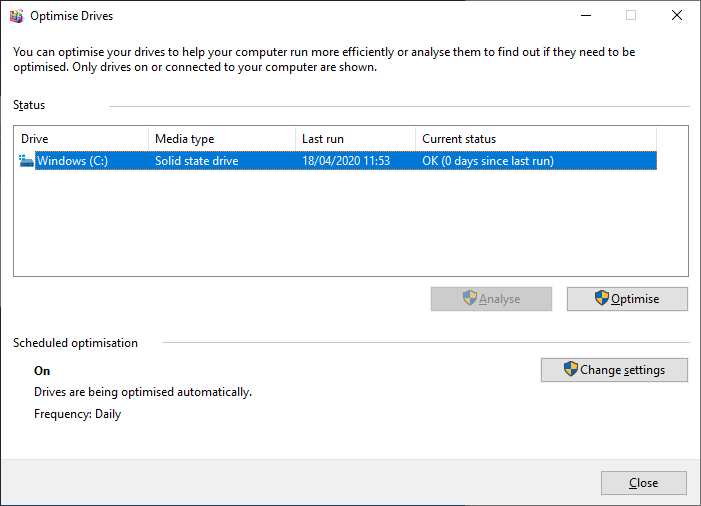 Optimise Drives
You can optimise your drives to help your computer run more efficiently or analyse them to find out if they need to be
optimised. Only drives on or connected to your computer are shown.
Status
Drive Media type Last run Current status
Windows (C:) Solid state drive 18/04/2020 11:53 OK (0 days since last run)
Analyse Optimise
Scheduled optimisation
On
Change settings
Drives are being optimised automatically.
Frequency: Daily
Close